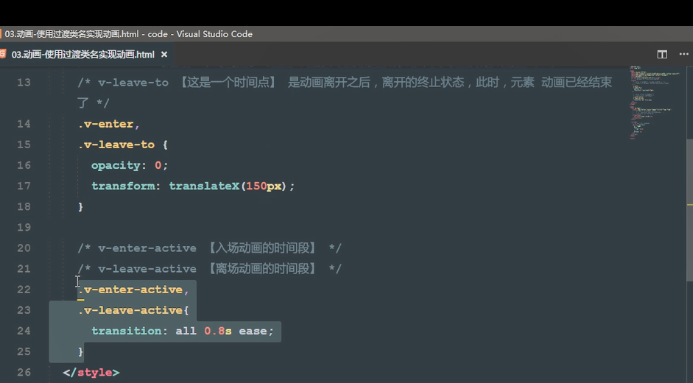 03.动画-使用过渡类名实现动画.html - code - Visual Studio Code
03.动画-使用过渡类名实现动画.html ×
13 /* v-leave-to 【这是一个时间点】 是动画离开之后，离开的终止状态，此时，元素 动画已经结束
了 */
14 .v-enter,
15 .v-leave-to {
16 opacity: 0;
17 transform: translateX(150px);
18 }
19
20 /* v-enter-active 【入场动画的时间段】 */
21 /* v-leave-active 【离场动画的时间段】 */
22 .v-enter-active,
23 .v-leave-active{
24 transition: all 0.8s ease;
25 }
26 </style>